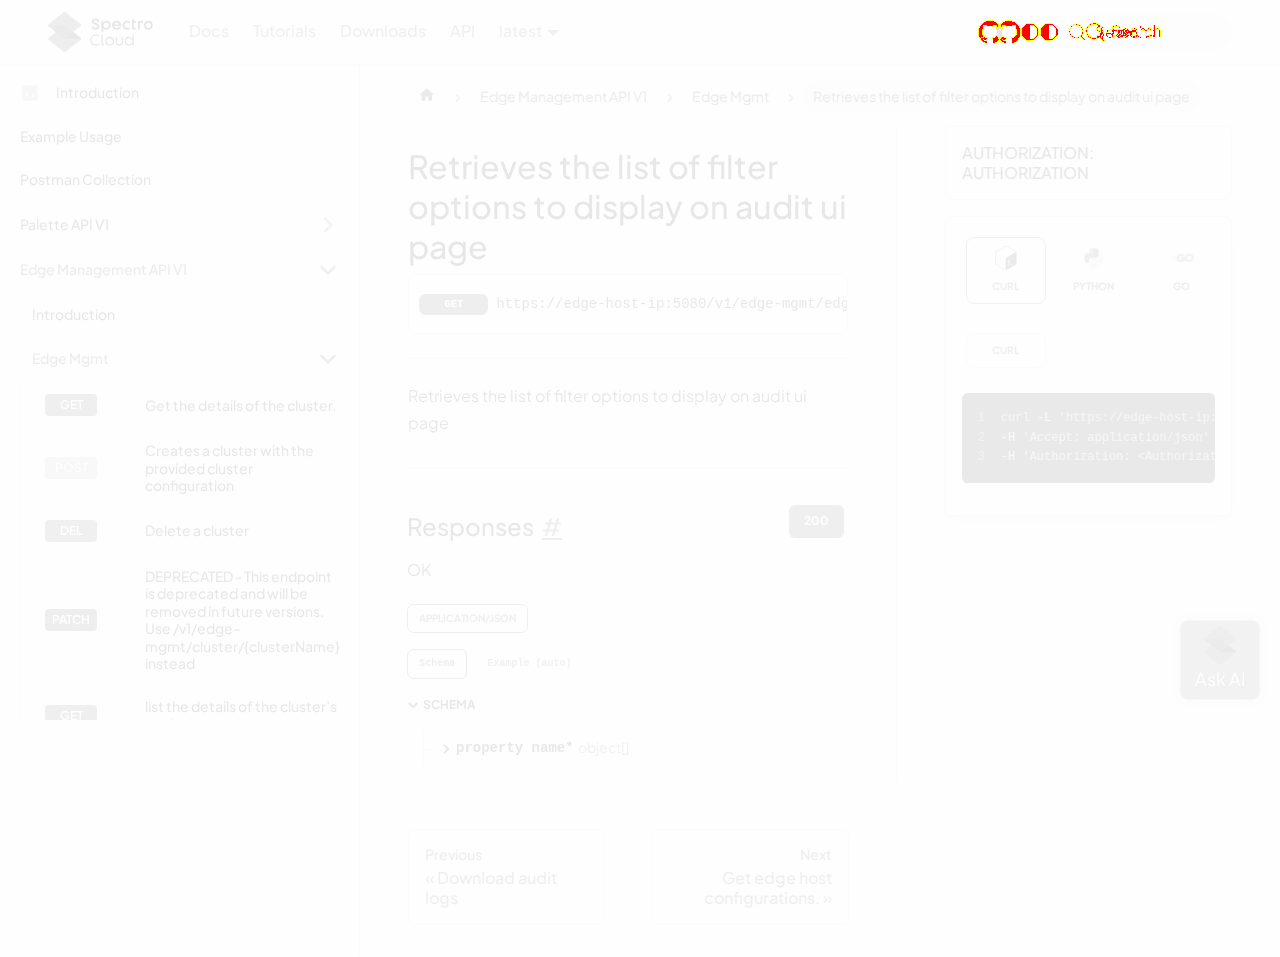 Spectro
Cloud
Docs
Tutorials
Downloads
API
latest
Introduction
Example Usage
Postman Collection
Palette API V1
Edge Management API V1
Introduction
Edge Mgmt
GET
Get the details of the cluster.
POST
Creates a cluster with the
provided cluster
configuration
DEL
Delete a cluster
PATCH
DEPRECATED - This endpoint
is deprecated and will be
removed in future versions.
Use /v1/edge-
mgmt/cluster/{clusterName}
instead
GET
list the details of the cluster's
Edge Management API V1
Edge Mgmt
Retrieves the list of filter options to display on audit ui page
Retrieves the list of filter
options to display on audit ui
page
GET
https://edge-host-ip:5080/v1/edge-mgmt/edg
Retrieves the list of filter options to display on audit ui
page
Responses #
200
OK
APPLICATION/JSON
Schema
Example (auto)
SCHEMA
property name* object[]
Previous
« Download audit
logs
Next
Get edge host
configurations. »
AUTHORIZATION:
AUTHORIZATION
CURL
PYTHON
GO
GO
CURL
1 curl -L 'https://edge-host-ip:
2 -H 'Accept: application/json'
3 -H 'Authorization: <Authorizat
Ask AI